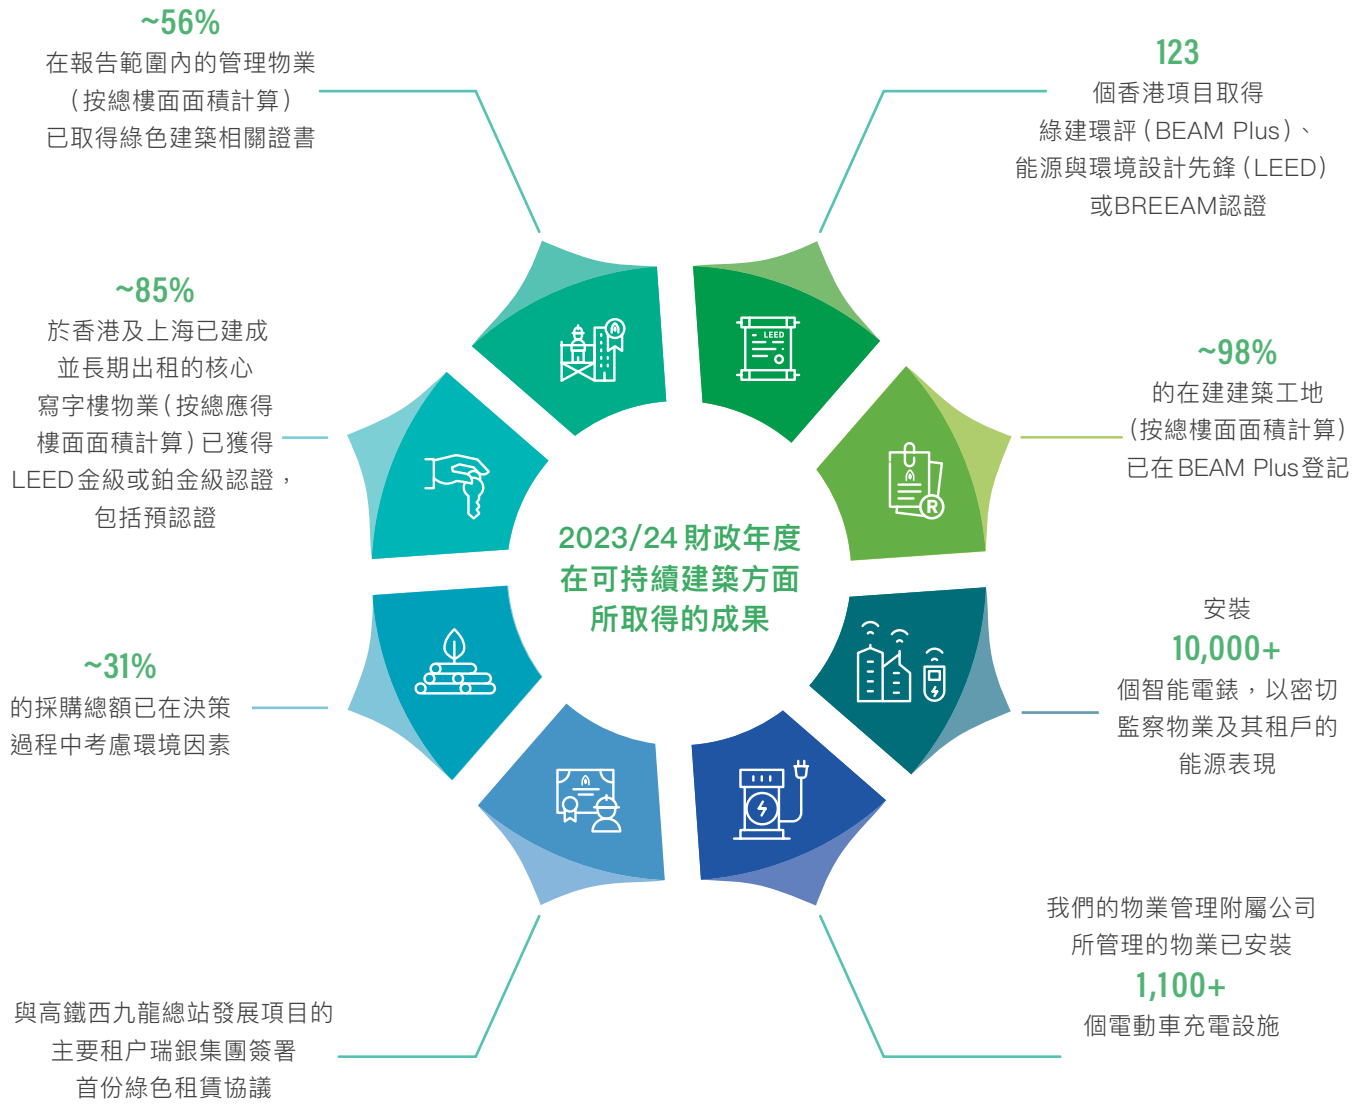 ~56%
在報告範圍內的管理物業
（按總樓面面積計算）
已取得綠色建築相關證書
123
個香港項目取得
綠建環評（BEAM Plus）、
能源與環境設計先鋒（LEED）
或BREEAM認證
~85%
於香港及上海已建成
並長期出租的核心
寫字樓物業（按總應得
樓面面積計算）已獲得
LEED金級或鉑金級認證，
包括預認證
~98%
的在建建築工地
（按總樓面面積計算）
已在BEAM Plus登記
LEED
R
2023/24財政年度
在可持續建築方面
所取得的成果
~31%
的採購總額已在決策
過程中考慮環境因素
安裝
10,000+
個智能電錶，以密切
監察物業及其租戶的
能源表現
與高鐵西九龍總站發展項目的
主要租户瑞銀集團簽署
首份綠色租賃協議
我們的物業管理附屬公司
所管理的物業已安裝
1,100+
個電動車充電設施